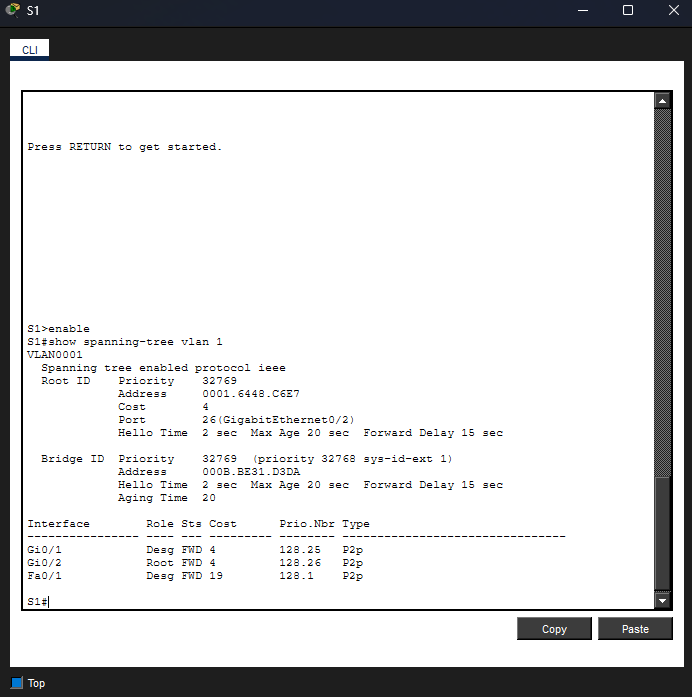 S1
CLI
Press RETURN to get started.
S1>enable
S1#show spanning-tree vlan 1
VLAN0001
  Spanning tree enabled protocol ieee
  Root ID    Priority    32769
             Address     0001.6448.C6E7
             Cost        4
             Port        26(GigabitEthernet0/2)
             Hello Time  2 sec  Max Age 20 sec  Forward Delay 15 sec
  Bridge ID  Priority    32769  (priority 32768 sys-id-ext 1)
             Address     000B.BE31.D3DA
             Hello Time  2 sec  Max Age 20 sec  Forward Delay 15 sec
             Aging Time  20
Interface        Role Sts Cost      Prio.Nbr Type
---------------- ---- --- --------- -------- --------------------------------
Gi0/1            Desg FWD 4         128.25   P2p
Gi0/2            Root FWD 4         128.26   P2p
Fa0/1            Desg FWD 19        128.1    P2p
S1#
Copy Paste
Top